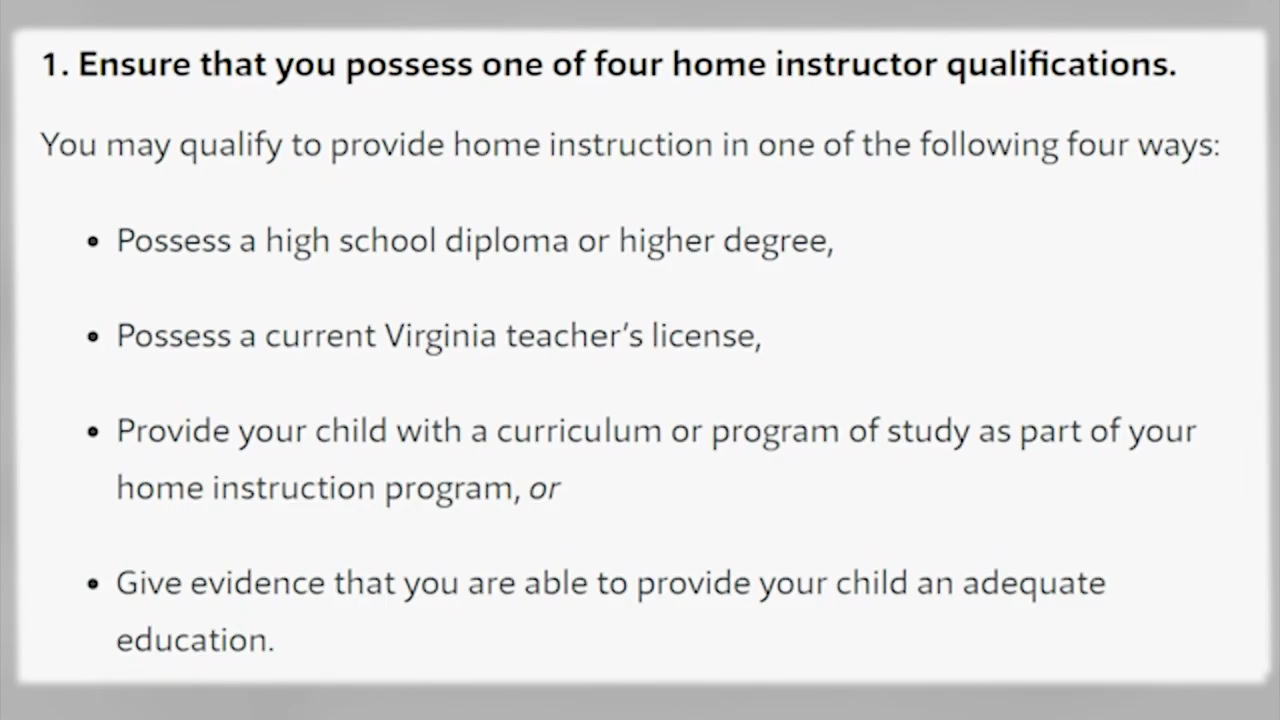 1. Ensure that you possess one of four home instructor qualifications.
You may qualify to provide home instruction in one of the following four ways:
• Possess a high school diploma or higher degree,
• Possess a current Virginia teacher’s license,
• Provide your child with a curriculum or program of study as part of your
home instruction program, or
• Give evidence that you are able to provide your child an adequate
education.